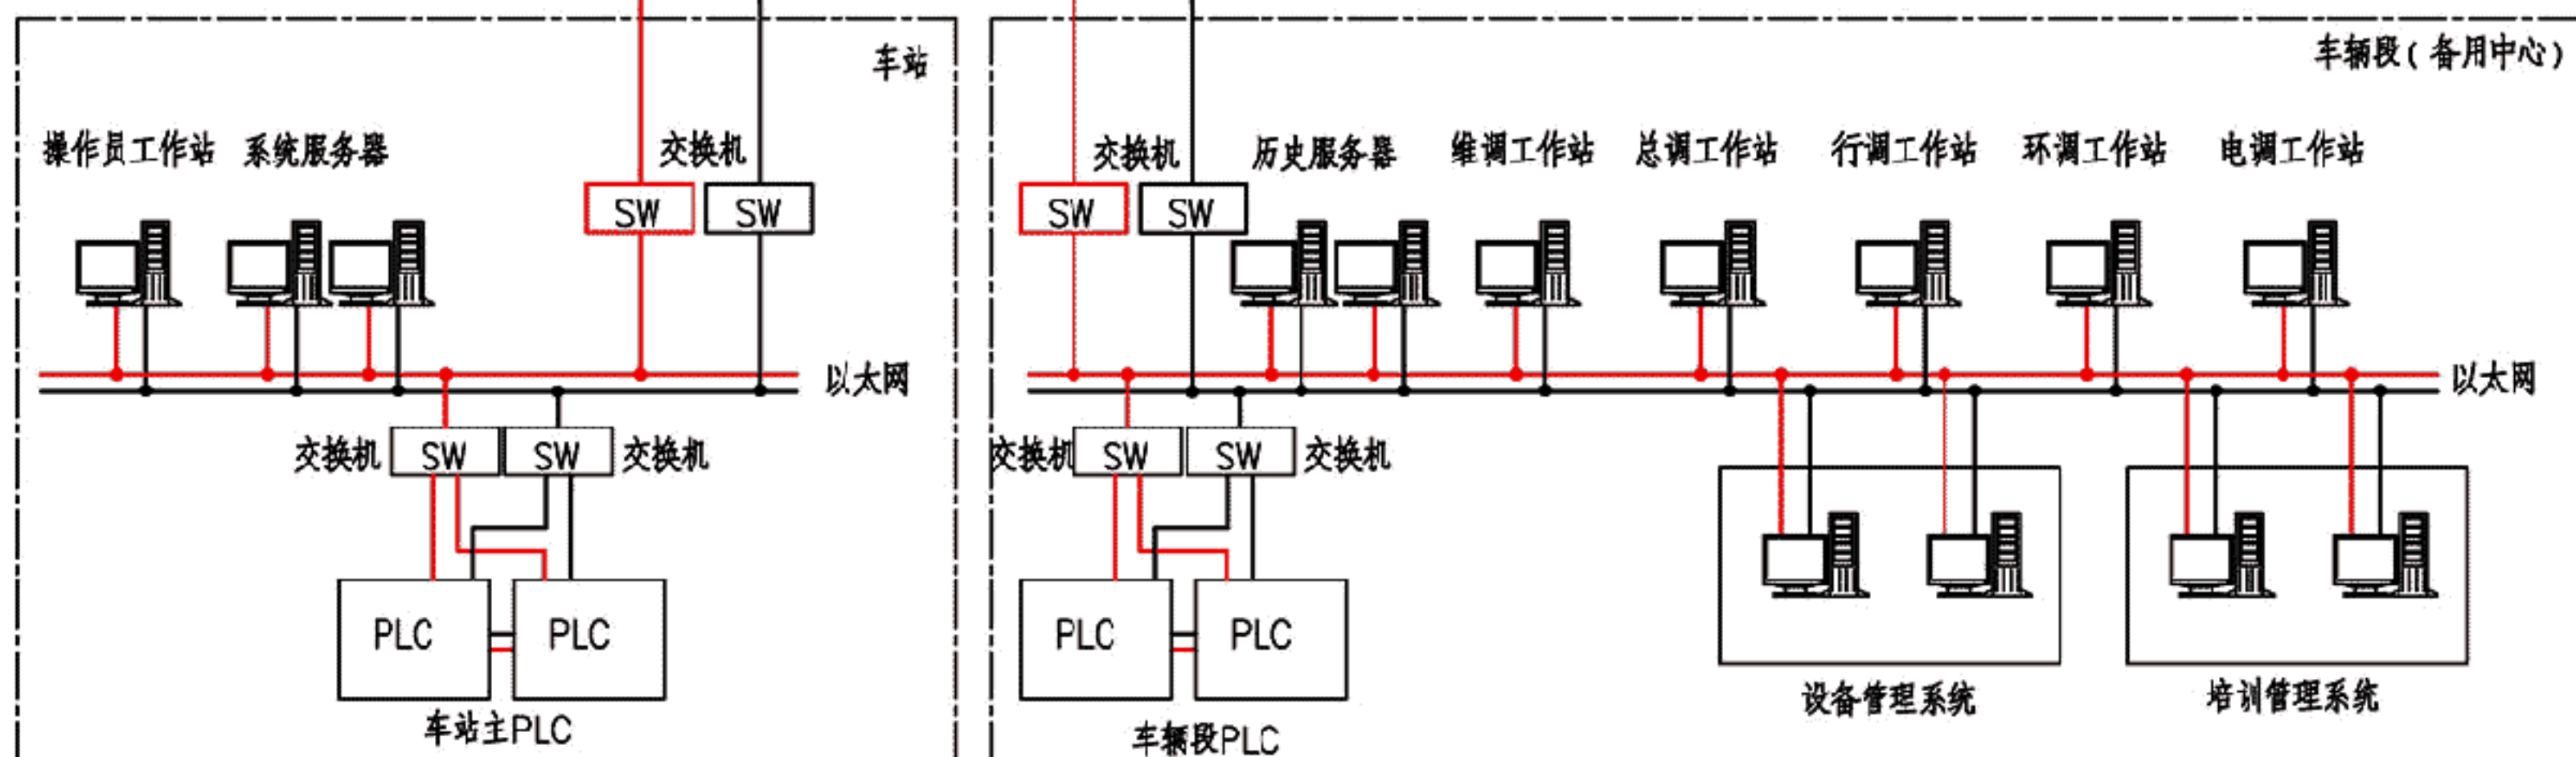 车站
操作员工作站 系统服务器 交换机
SW SW
以太网
交换机 SW SW 交换机
PLC PLC
车站主PLC
车辆段(备用中心)
交换机 历史服务器 维调工作站 总调工作站 行调工作站 环调工作站 电调工作站
SW SW
以太网
交换机 SW SW 交换机
PLC PLC
车辆段PLC
设备管理系统 培训管理系统